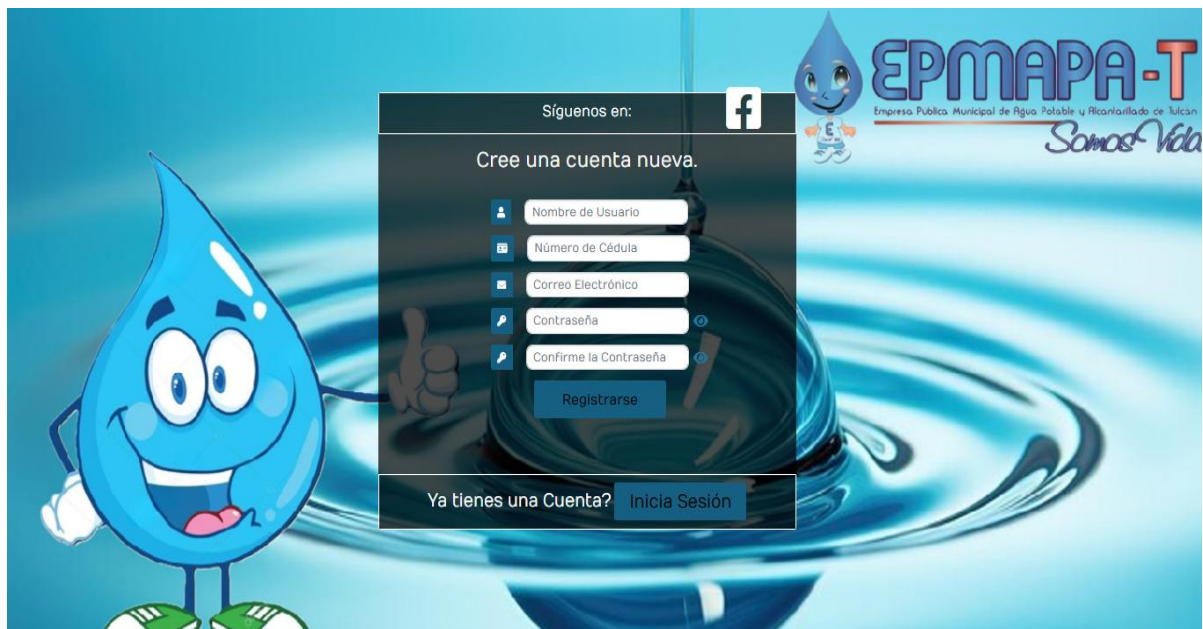 EPMAPA-T
Empresa Pública Municipal de Agua Potable y Alcantarillado de Tulcán
Somos Vida
Síguenos en:
Cree una cuenta nueva.
Nombre de Usuario
Número de Cédula
Correo Electrónico
Contraseña
Confirme la Contraseña
Registrarse
Ya tienes una Cuenta? Inicia Sesión